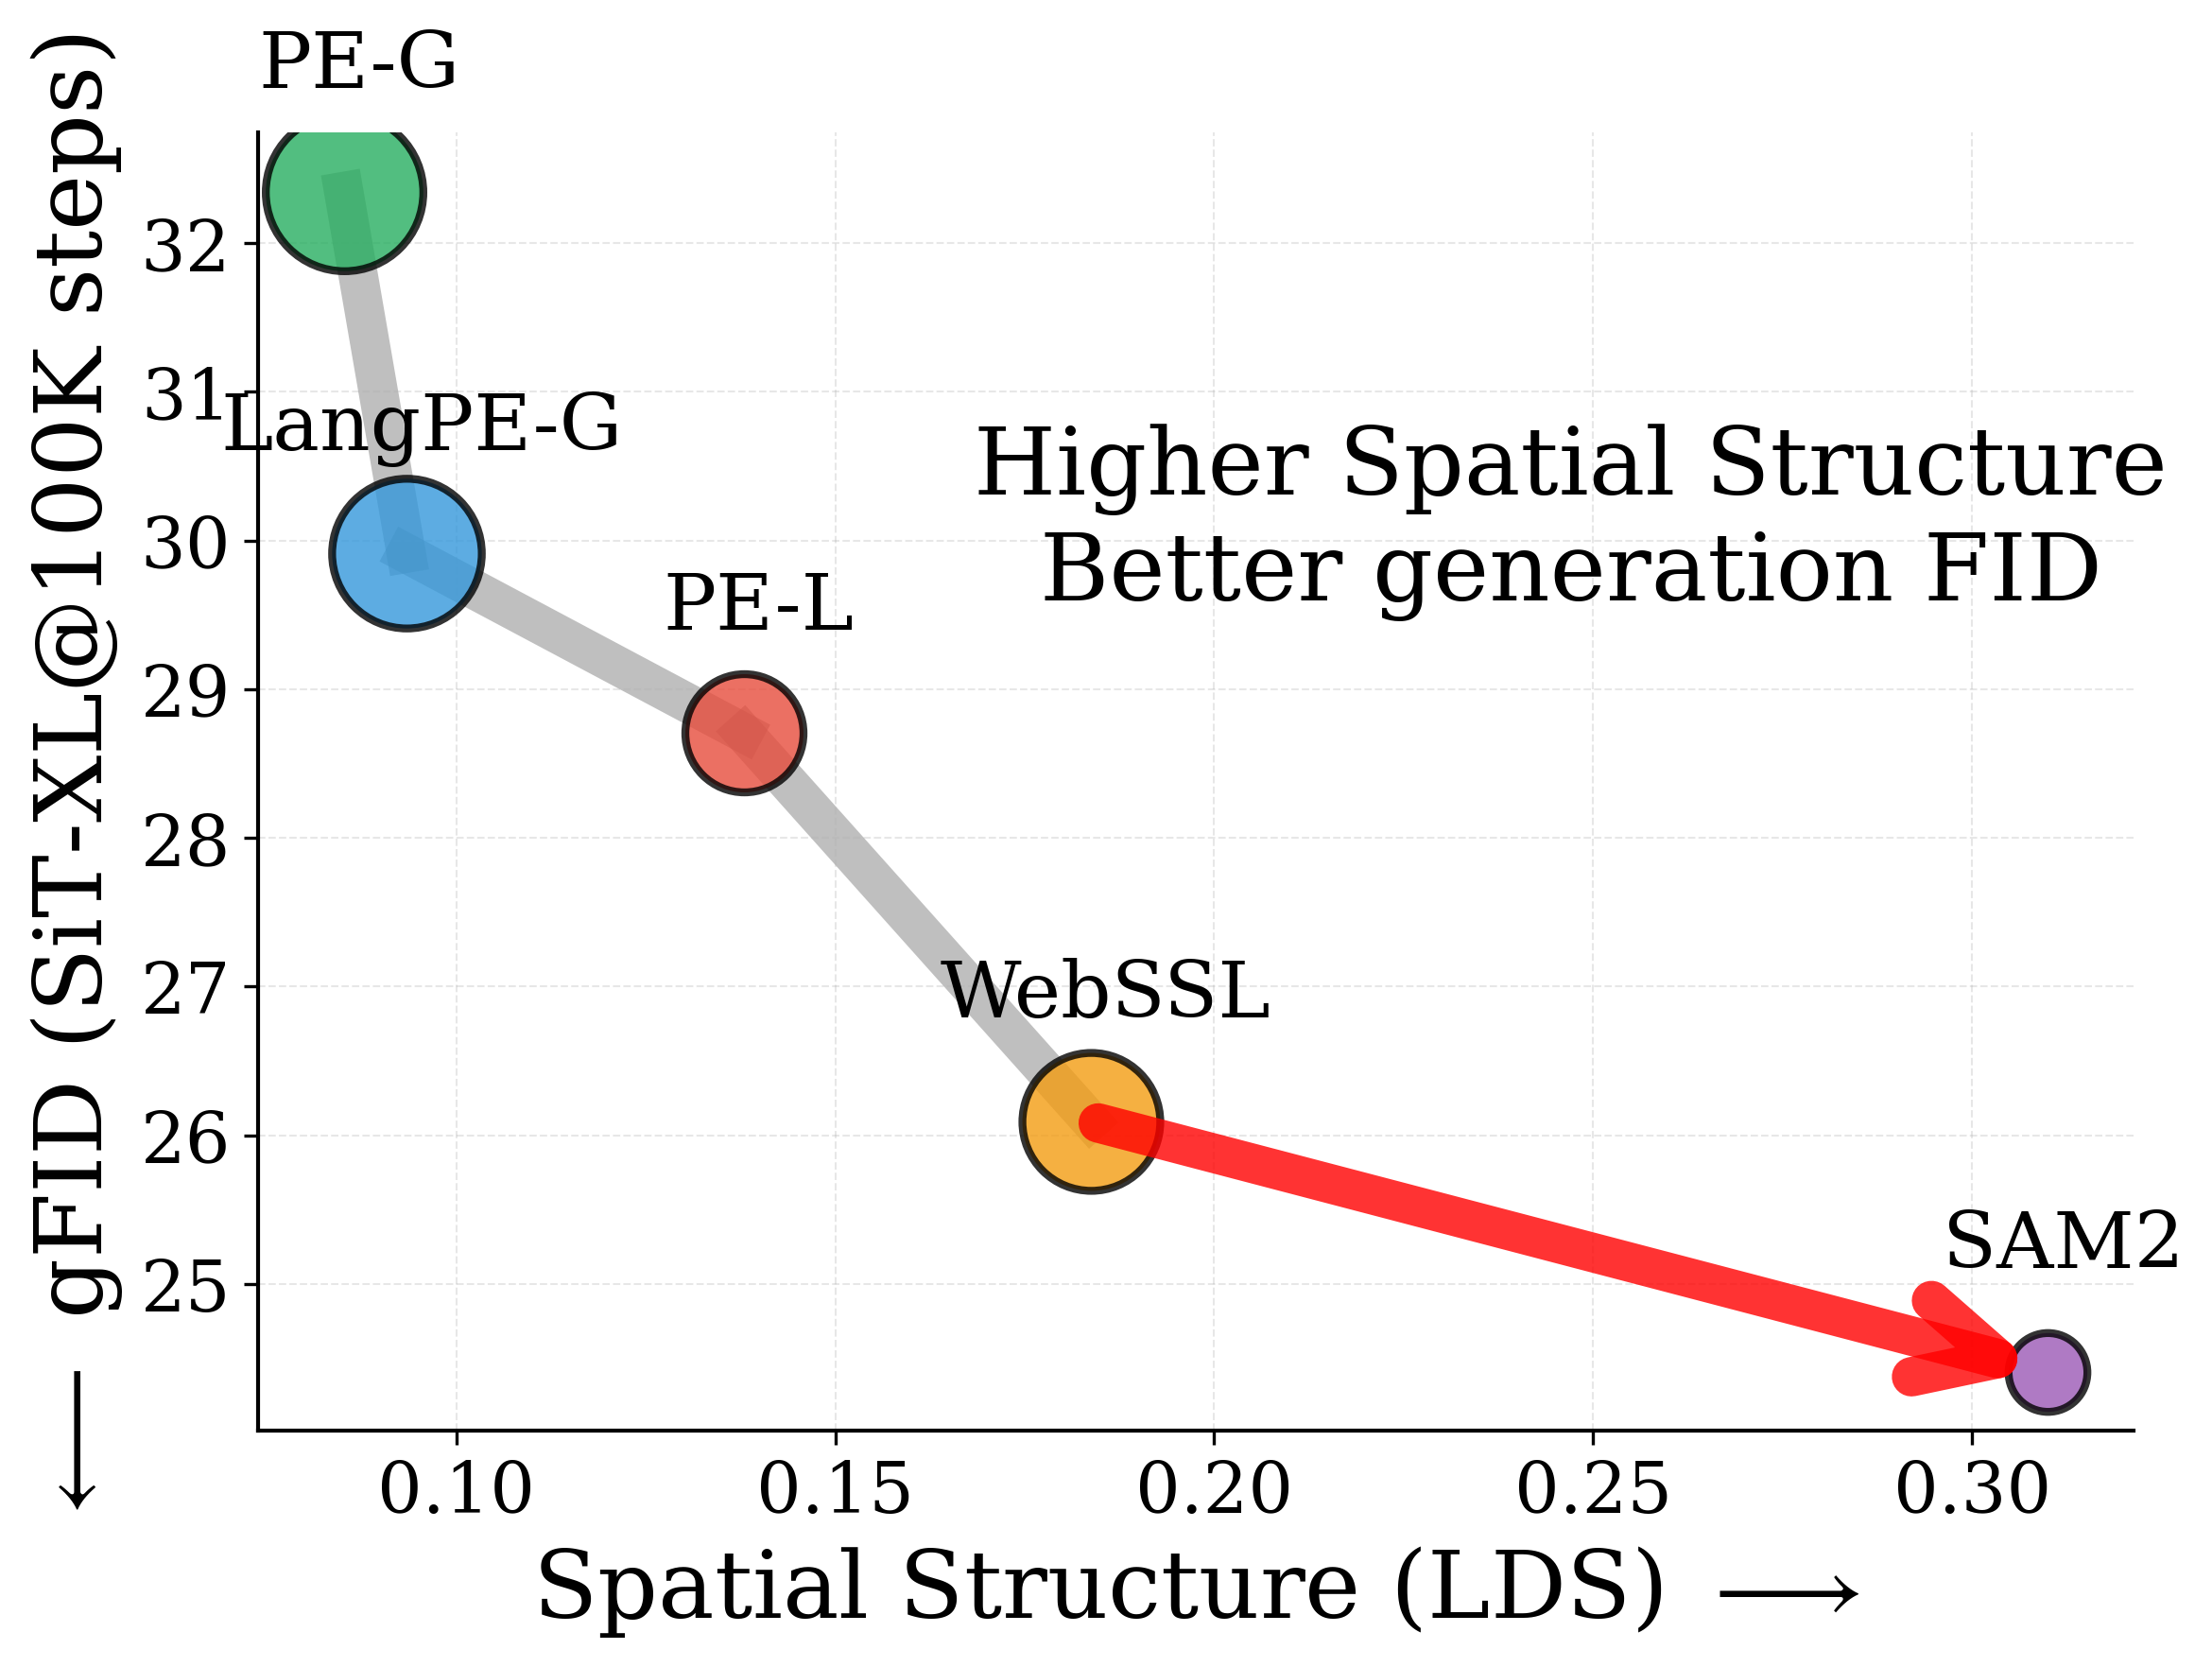 PE-G
gFID (SiT-XL@100K steps)
32
31
LangPE-G
Higher Spatial Structure
30
Better generation FID
PE-L
29
28
27
WebSSL
26
25
SAM2
0.10
0.15
0.20
0.25
0.30
Spatial Structure (LDS) ⟶